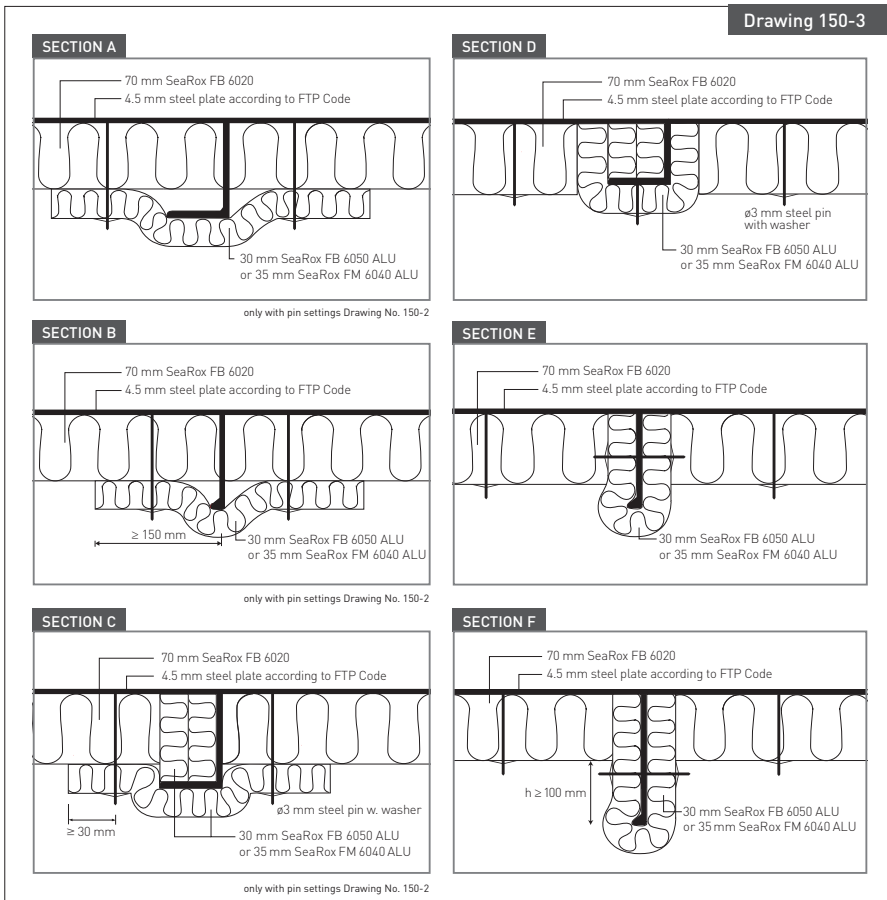 Drawing 150-3
SECTION A
70 mm SeaRox FB 6020
4.5 mm steel plate according to FTP Code
30 mm SeaRox FB 6050 ALU
or 35 mm SeaRox FM 6040 ALU
only with pin settings Drawing No. 150-2
SECTION B
70 mm SeaRox FB 6020
4.5 mm steel plate according to FTP Code
≥ 150 mm
30 mm SeaRox FB 6050 ALU
or 35 mm SeaRox FM 6040 ALU
only with pin settings Drawing No. 150-2
SECTION C
70 mm SeaRox FB 6020
4.5 mm steel plate according to FTP Code
ø3 mm steel pin w. washer
≥ 30 mm
30 mm SeaRox FB 6050 ALU
or 35 mm SeaRox FM 6040 ALU
only with pin settings Drawing No. 150-2
SECTION D
70 mm SeaRox FB 6020
4.5 mm steel plate according to FTP Code
ø3 mm steel pin
with washer
30 mm SeaRox FB 6050 ALU
or 35 mm SeaRox FM 6040 ALU
SECTION E
70 mm SeaRox FB 6020
4.5 mm steel plate according to FTP Code
30 mm SeaRox FB 6050 ALU
or 35 mm SeaRox FM 6040 ALU
SECTION F
70 mm SeaRox FB 6020
4.5 mm steel plate according to FTP Code
h ≥ 100 mm
30 mm SeaRox FB 6050 ALU
or 35 mm SeaRox FM 6040 ALU